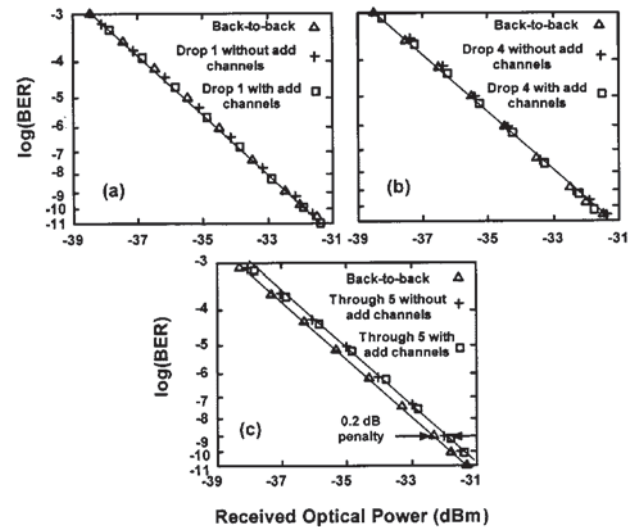 -3
-4
-5
-6
-7
-8
-9
-10
-11
log(BER)
Back-to-back
Drop 1 without add
channels
Drop 1 with add
channels
(a)
-39
-37
-35
-33
-31
Back-to-back
Drop 4 without add
channels
Drop 4 with add
channels
(b)
-39
-37
-35
-33
-31
-3
-4
-5
-6
-7
-8
-9
-10
-11
log(BER)
Back-to-back
Through 5 without
add channels
Through 5 with
add channels
0.2 dB
penalty
(c)
-39
-37
-35
-33
-31
Received Optical Power (dBm)